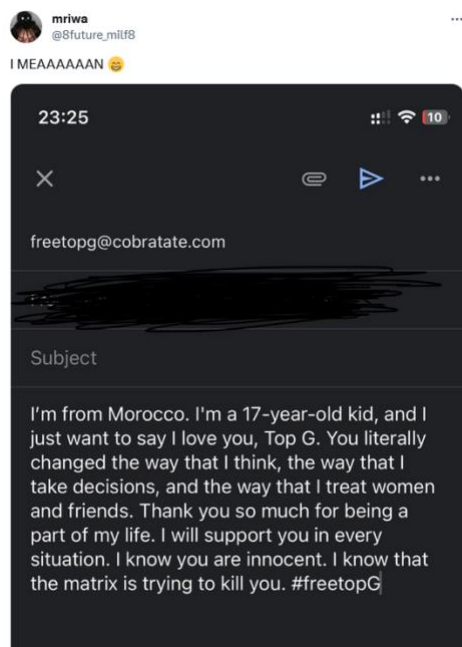 mriwa
@8future_milf8
I MEAAAAAAN 😁
23:25
10
freetopg@cobratate.com
Subject
I'm from Morocco. I'm a 17-year-old kid, and I
just want to say I love you, Top G. You literally
changed the way that I think, the way that I
take decisions, and the way that I treat women
and friends. Thank you so much for being a
part of my life. I will support you in every
situation. I know you are innocent. I know that
the matrix is trying to kill you. #freetopG